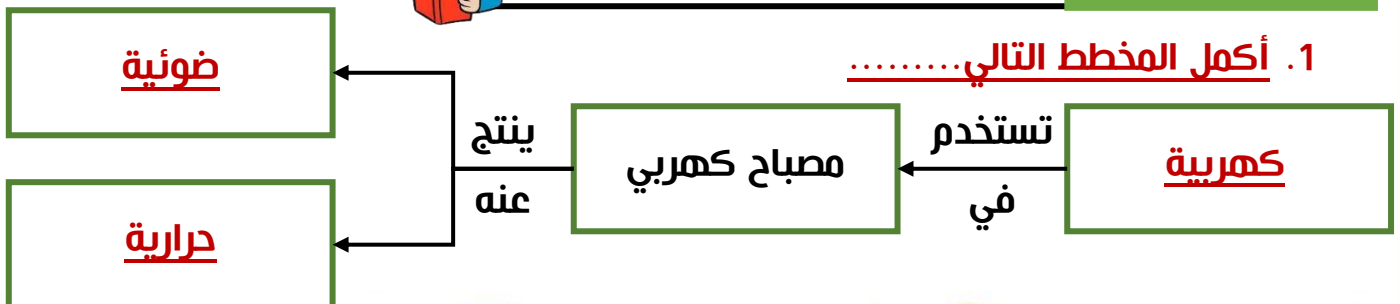 1. أكمل المخطط التالي.........
كهربية
تستخدم
في
مصباح كهربي
ينتج
عنه
ضوئية
حرارية